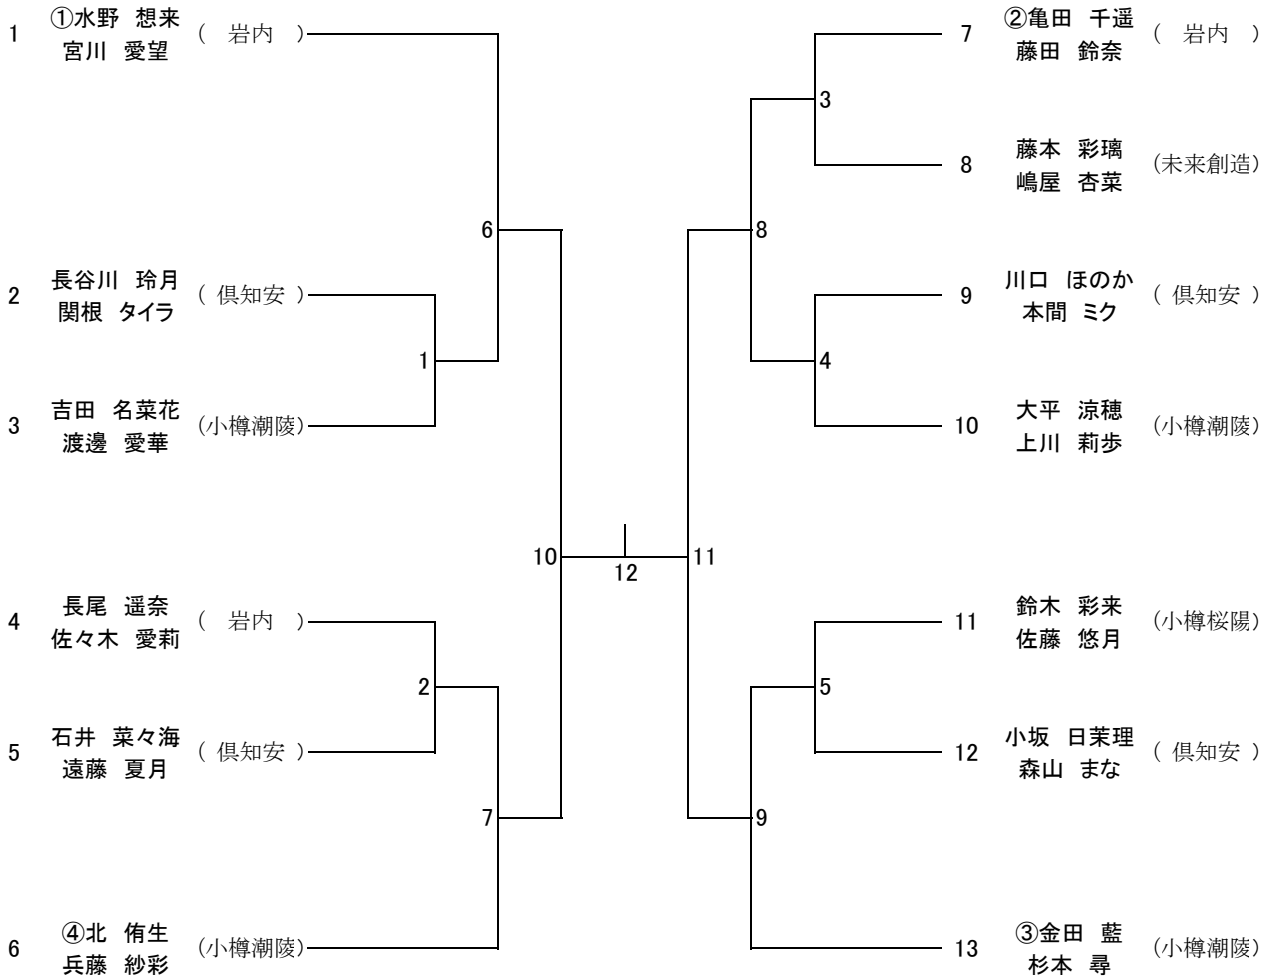 1 ①水野 想来 ( 岩内 )
宮川 愛望
2 長谷川 玲月 ( 倶知安 )
関根 タイラ
3 吉田 名菜花 (小樽潮陵)
渡邊 愛華
4 長尾 遥奈 ( 岩内 )
佐々木 愛莉
5 石井 菜々海 ( 倶知安 )
遠藤 夏月
6 ④北 侑生 (小樽潮陵)
兵藤 紗彩
6
1
10
2
7
12
3
8
4
11
5
9
7 ②亀田 千遥 ( 岩内 )
藤田 鈴奈
8 藤本 彩璃 (未来創造)
嶋屋 杏菜
9 川口 ほのか ( 倶知安 )
本間 ミク
10 大平 涼穂 (小樽潮陵)
上川 莉歩
11 鈴木 彩来 (小樽桜陽)
佐藤 悠月
12 小坂 日茉理 ( 倶知安 )
森山 まな
13 ③金田 藍 (小樽潮陵)
杉本 尋